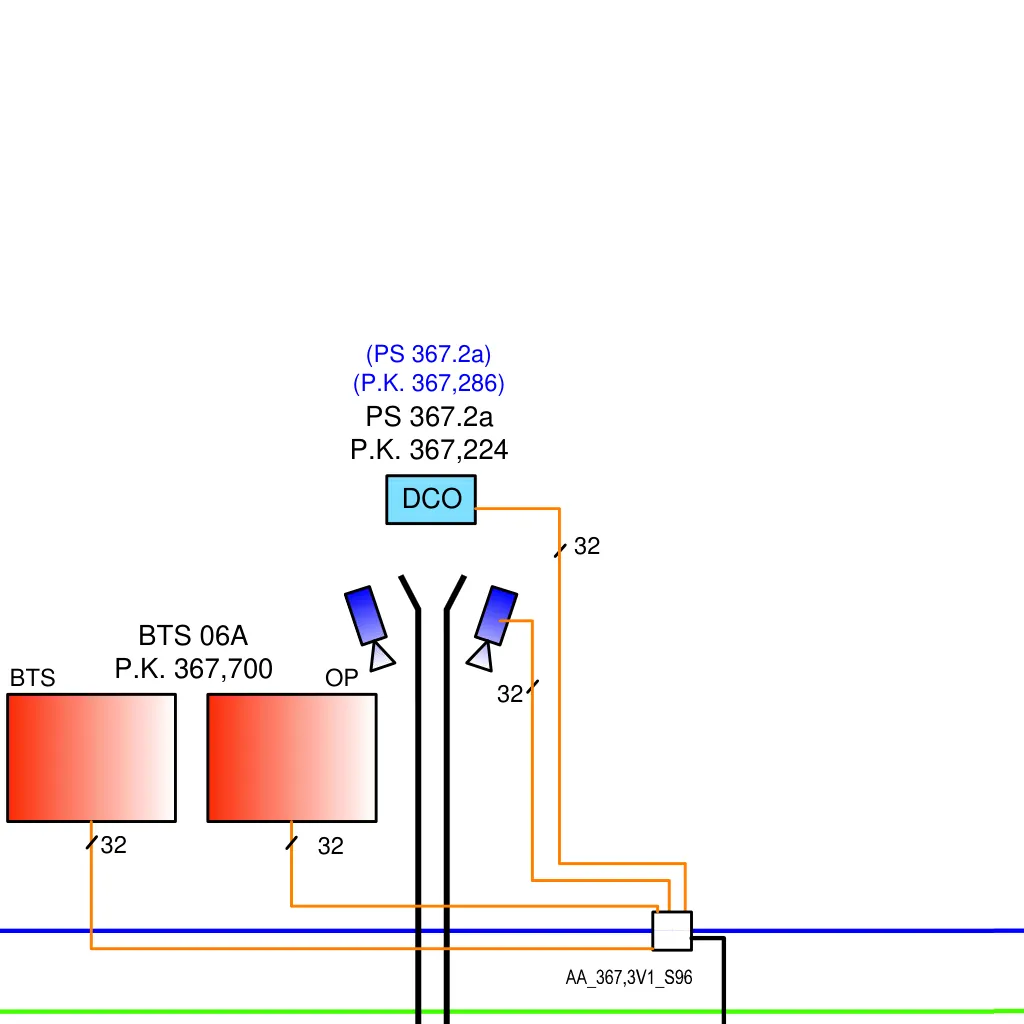 (PS 367.2a)
(P.K. 367,286)
PS 367.2a
P.K. 367,224
DCO
32
BTS 06A
P.K. 367,700
BTS
OP
32
32
32
AA_367,3V1_S96